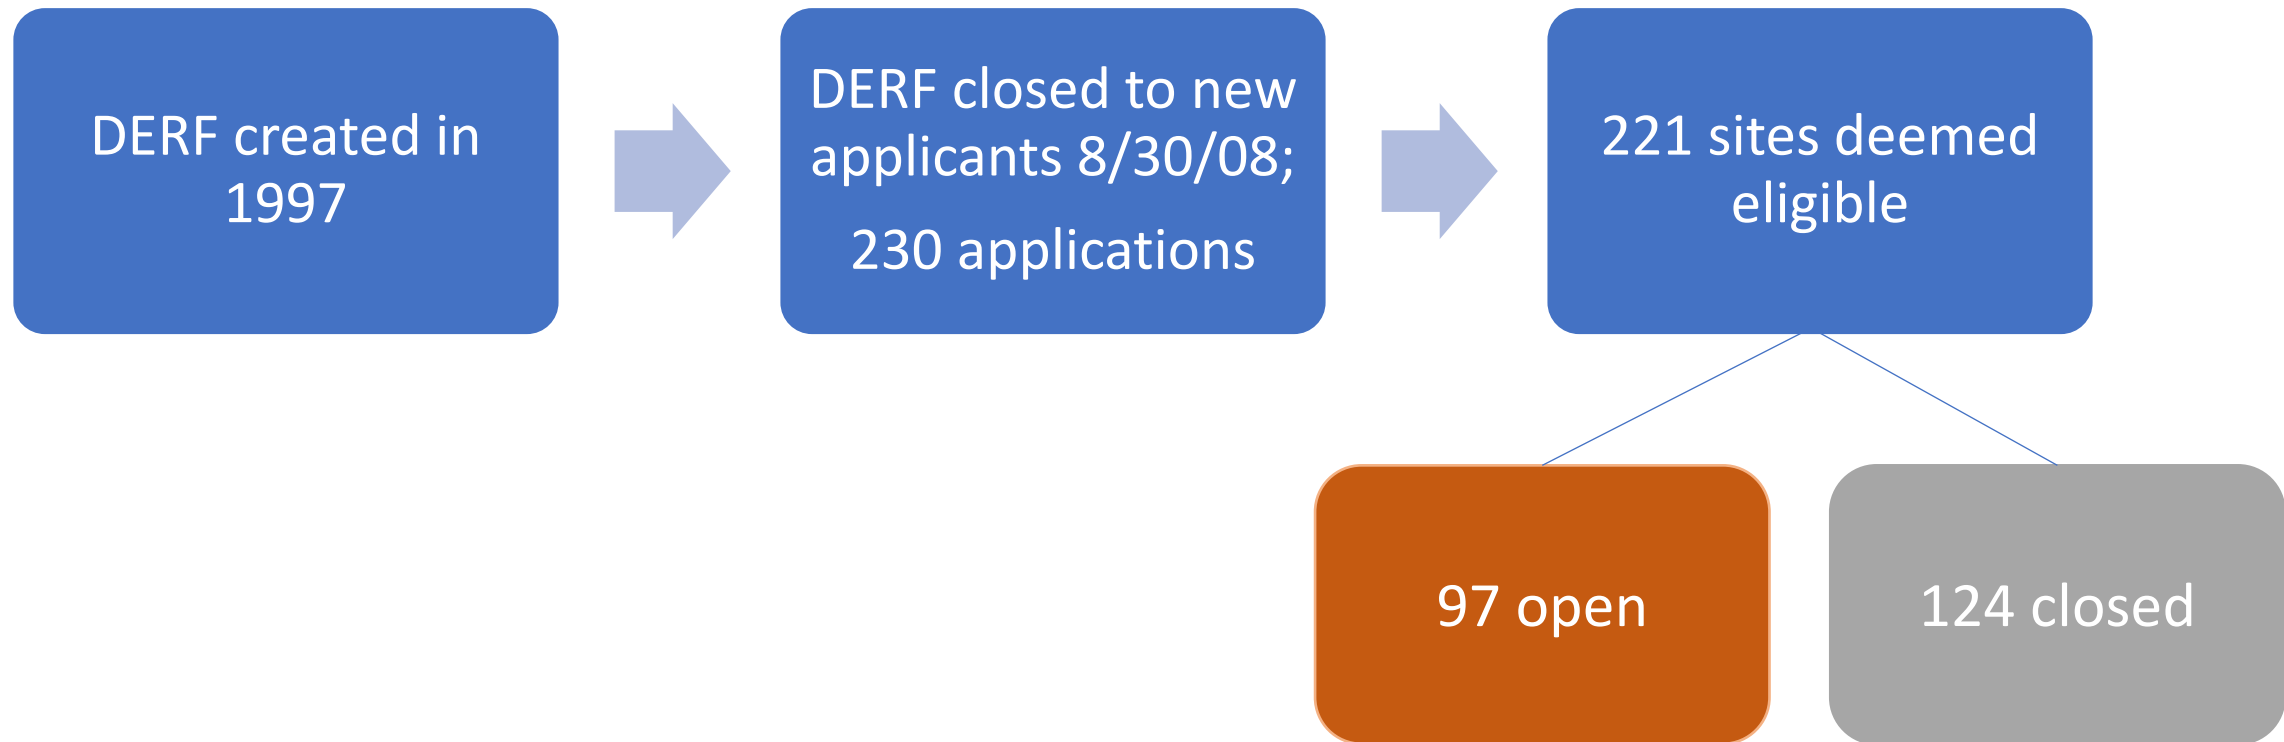 DERF created in
1997
DERF closed to new
applicants 8/30/08;
230 applications
221 sites deemed
eligible
97 open
124 closed